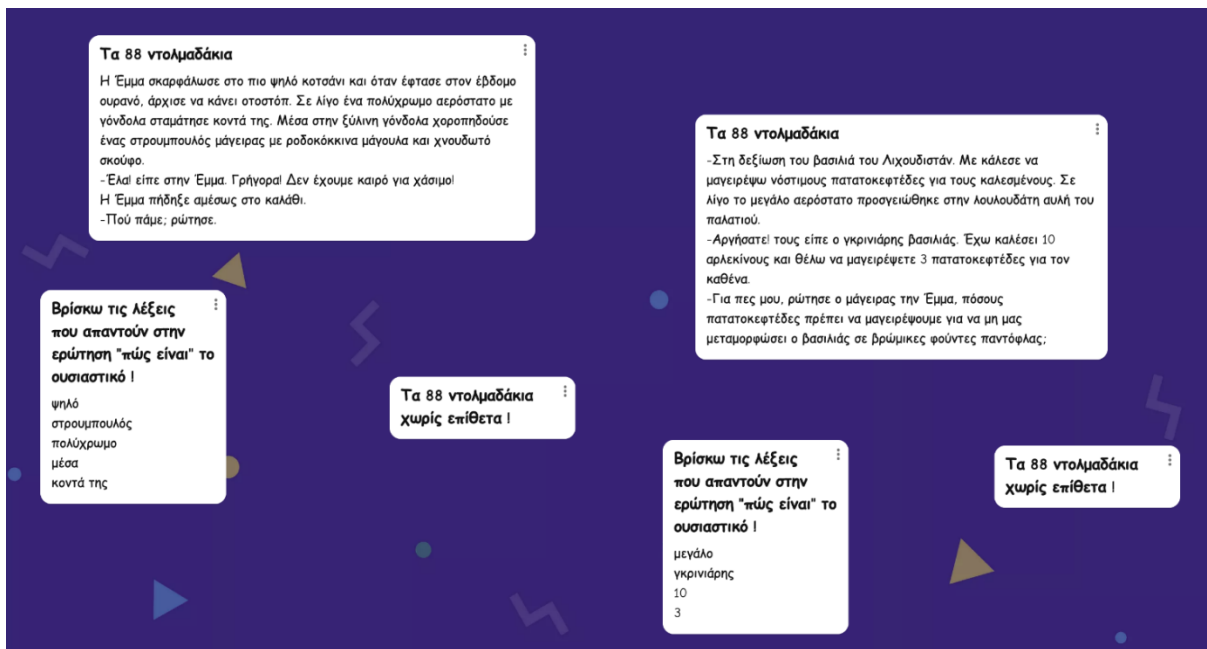 Τα 88 ντολμαδάκια
Η Έμμα σκαρφάλωσε στο πιο ψηλό κοτσάνι και όταν έφτασε στον έβδομο
ουρανό, άρχισε να κάνει οτοστόπ. Σε λίγο ένα πολύχρωμο αερόστατο με
γόνδολα σταμάτησε κοντά της. Μέσα στην ξύλινη γόνδολα χοροπηδούσε
ένας στρουμπουλός μάγειρας με ροδοκόκκινα μάγουλα και χνουδωτό
σκούφο.
-Έλα! είπε στην Έμμα. Γρήγορα! Δεν έχουμε καιρό για χάσιμο!
Η Έμμα πήδηξε αμέσως στο καλάθι.
-Πού πάμε; ρώτησε.
Βρίσκω τις λέξεις
που απαντούν στην
ερώτηση "πώς είναι" το
ουσιαστικό !
ψηλό
στρουμπουλός
πολύχρωμο
μέσα
κοντά της
Τα 88 ντολμαδάκια
χωρίς επίθετα !
Τα 88 ντολμαδάκια
-Στη δεξίωση του βασιλιά του Λιχουδιστάν. Με κάλεσε να
μαγειρέψω νόστιμους πατατοκεφτέδες για τους καλεσμένους. Σε
λίγο το μεγάλο αερόστατο προσγειώθηκε στην λουλουδάτη αυλή του
παλατιού.
-Αργήσατε! τους είπε ο γκρινιάρης βασιλιάς. Έχω καλέσει 10
αρλεκίνους και θέλω να μαγειρέψετε 3 πατατοκεφτέδες για τον
καθένα.
-Για πες μου, ρώτησε ο μάγειρας την Έμμα, πόσους
πατατοκεφτέδες πρέπει να μαγειρέψουμε για να μη μας
μεταμορφώσει ο βασιλιάς σε βρώμικες φούντες παντόφλας;
Βρίσκω τις λέξεις
που απαντούν στην
ερώτηση "πώς είναι" το
ουσιαστικό !
μεγάλο
γκρινιάρης
10
3
Τα 88 ντολμαδάκια
χωρίς επίθετα !